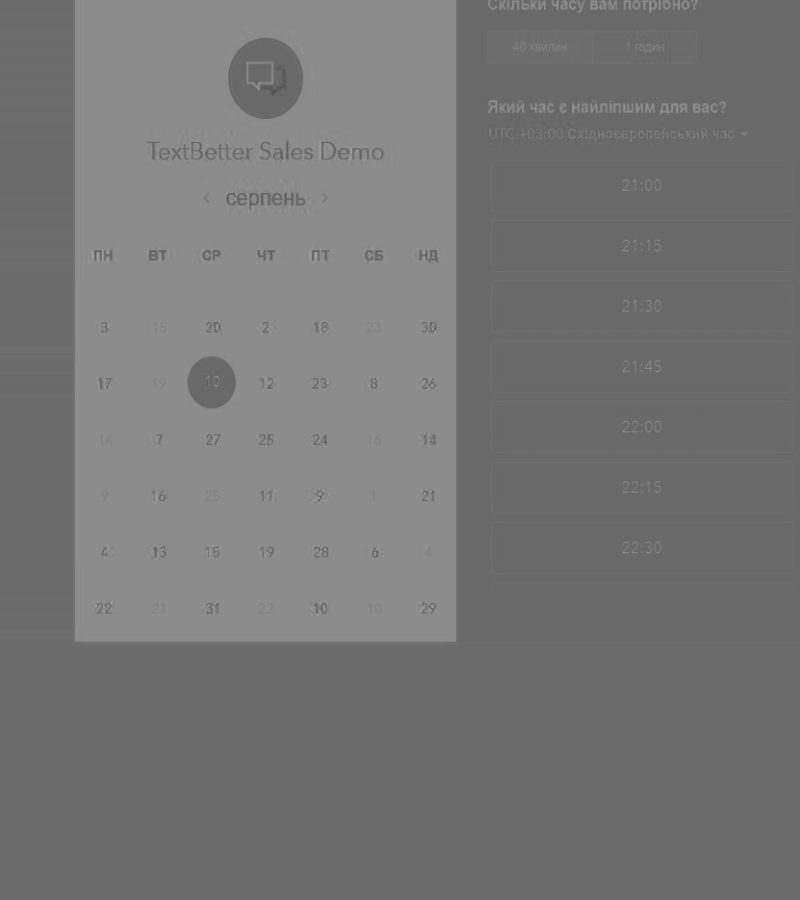 TextBetter Sales Demo
‹ серпень ›
ПН ВТ СР ЧТ ПТ СБ НД
3 15 20 2 18 23 30
17 19 10 12 23 8 26
14 7 27 25 24 16 14
9 16 25 11 9 1 21
4 13 15 19 28 6 4
22 21 31 23 10 10 29
Скільки часу вам потрібно?
40 хвилин 1 годин
Який час є найліпшим для вас?
UTC +03:00 Східноєвропейський час
21:00
21:15
21:30
21:45
22:00
22:15
22:30